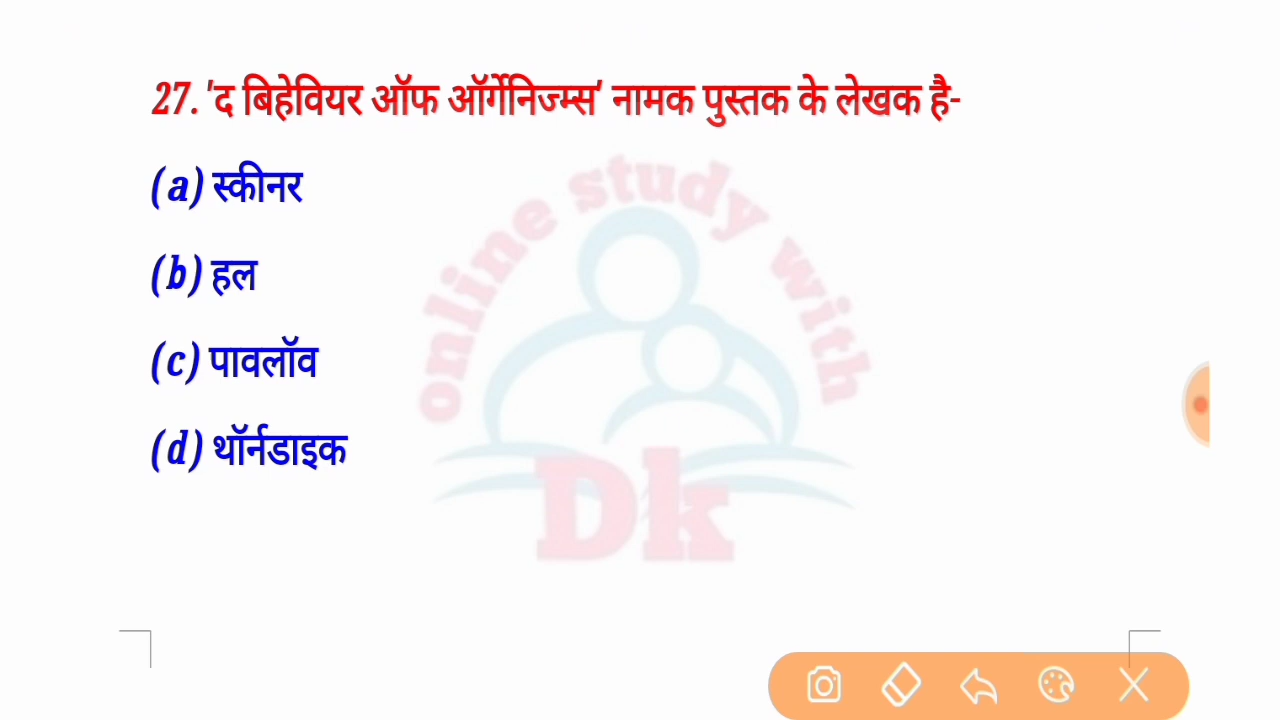 27. 'द बिहेवियर ऑफ ऑर्गेनिज्म्स' नामक पुस्तक के लेखक है-
(a) स्कीनर
(b) हल
(c) पावलॉव
(d) थॉर्नडाइक
online study with
Dk